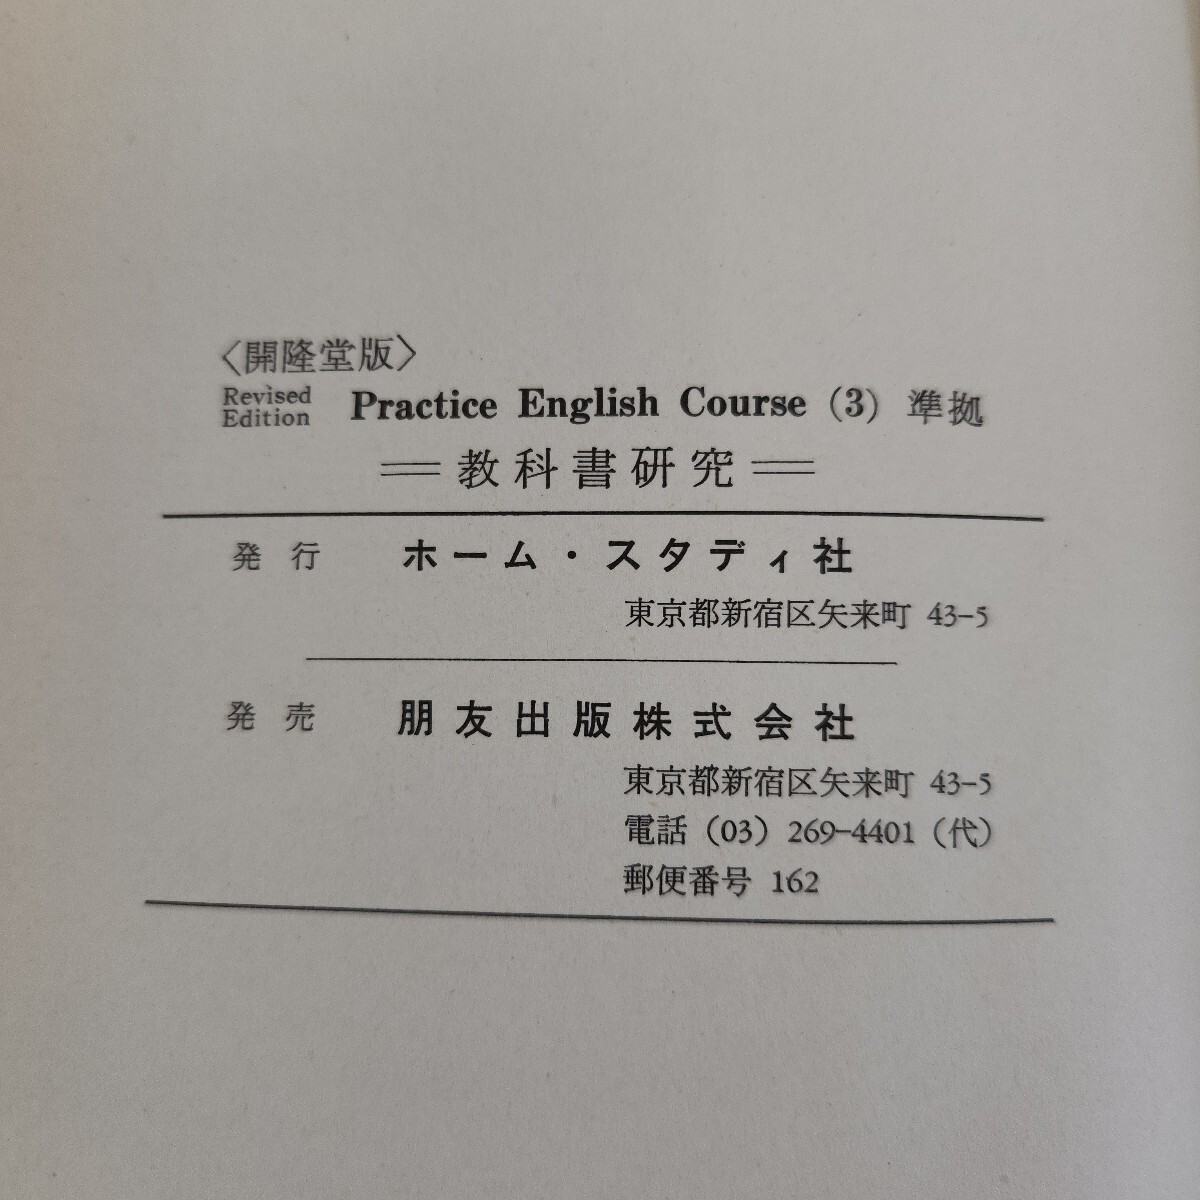 〈開隆堂版〉
Revised Edition Practice English Course (3) 準拠
＝教科書研究＝
発行 ホーム・スタディ社
東京都新宿区矢来町 43-5
発売 朋友出版株式会社
東京都新宿区矢来町 43-5
電話 (03) 269-4401 (代)
郵便番号 162